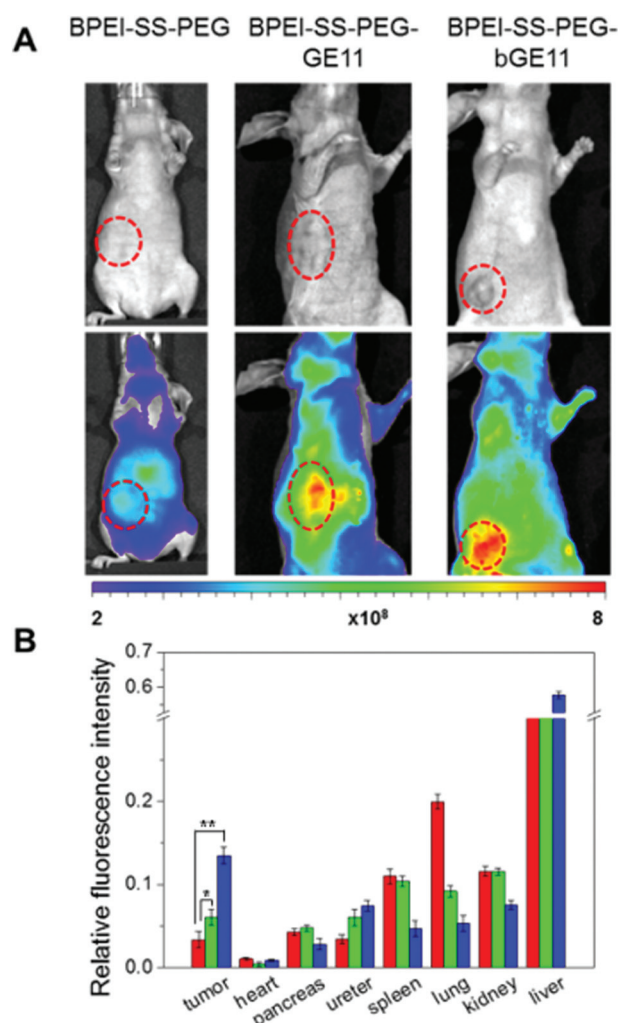 A
BPEI-SS-PEG
BPEI-SS-PEG-
GE11
BPEI-SS-PEG-
bGE11
2
x10⁸
8
B
Relative fluorescence intensity
0.7
0.6
0.2
0.1
0.0
**
*
tumor
heart
pancreas
ureter
spleen
lung
kidney
liver